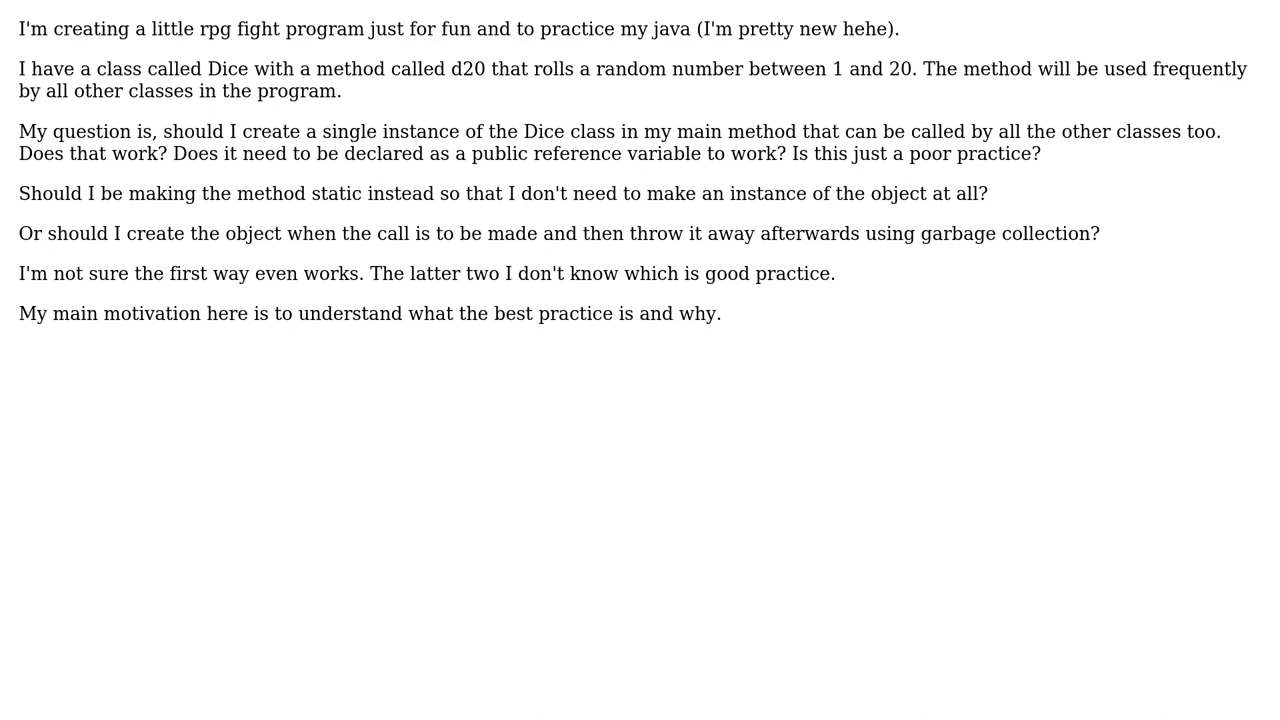 I'm creating a little rpg fight program just for fun and to practice my java (I'm pretty new hehe).
I have a class called Dice with a method called d20 that rolls a random number between 1 and 20. The method will be used frequently
by all other classes in the program.
My question is, should I create a single instance of the Dice class in my main method that can be called by all the other classes too.
Does that work? Does it need to be declared as a public reference variable to work? Is this just a poor practice?
Should I be making the method static instead so that I don't need to make an instance of the object at all?
Or should I create the object when the call is to be made and then throw it away afterwards using garbage collection?
I'm not sure the first way even works. The latter two I don't know which is good practice.
My main motivation here is to understand what the best practice is and why.